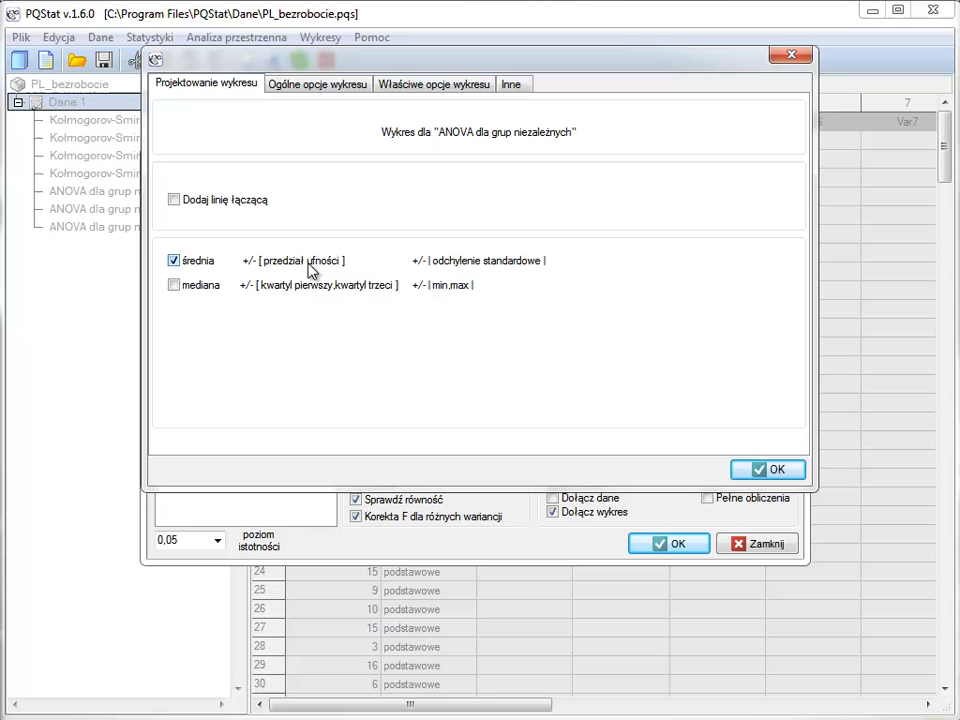 PQStat v.1.6.0 [C:\Program Files\PQStat\Dane\PL_bezrobocie.pqs]
Plik Edycja Dane Statystyki Analiza przestrzenna Wykresy Pomoc
PL_bezrobocie
Dane 1
Kołmogorov-Smir
Kołmogorov-Smir
Kołmogorov-Smir
Kołmogorov-Smir
ANOVA dla grup n
ANOVA dla grup n
ANOVA dla grup n
7
Var7
Projektowanie wykresu Ogólne opcje wykresu Właściwe opcje wykresu Inne
Wykres dla "ANOVA dla grup niezależnych"
Dodaj linię łączącą
średnia +/- [ przedział ufności ] +/- | odchylenie standardowe |
mediana +/- [ kwartyl pierwszy,kwartyl trzeci ] +/- | min,max |
OK
Sprawdź równość Dołącz dane Pełne obliczenia
Korekta F dla różnych wariancji Dołącz wykres
0,05 poziom
istotności
OK Zamknij
24 15 podstawowe
25 9 podstawowe
26 10 podstawowe
27 15 podstawowe
28 3 podstawowe
29 16 podstawowe
30 6 podstawowe